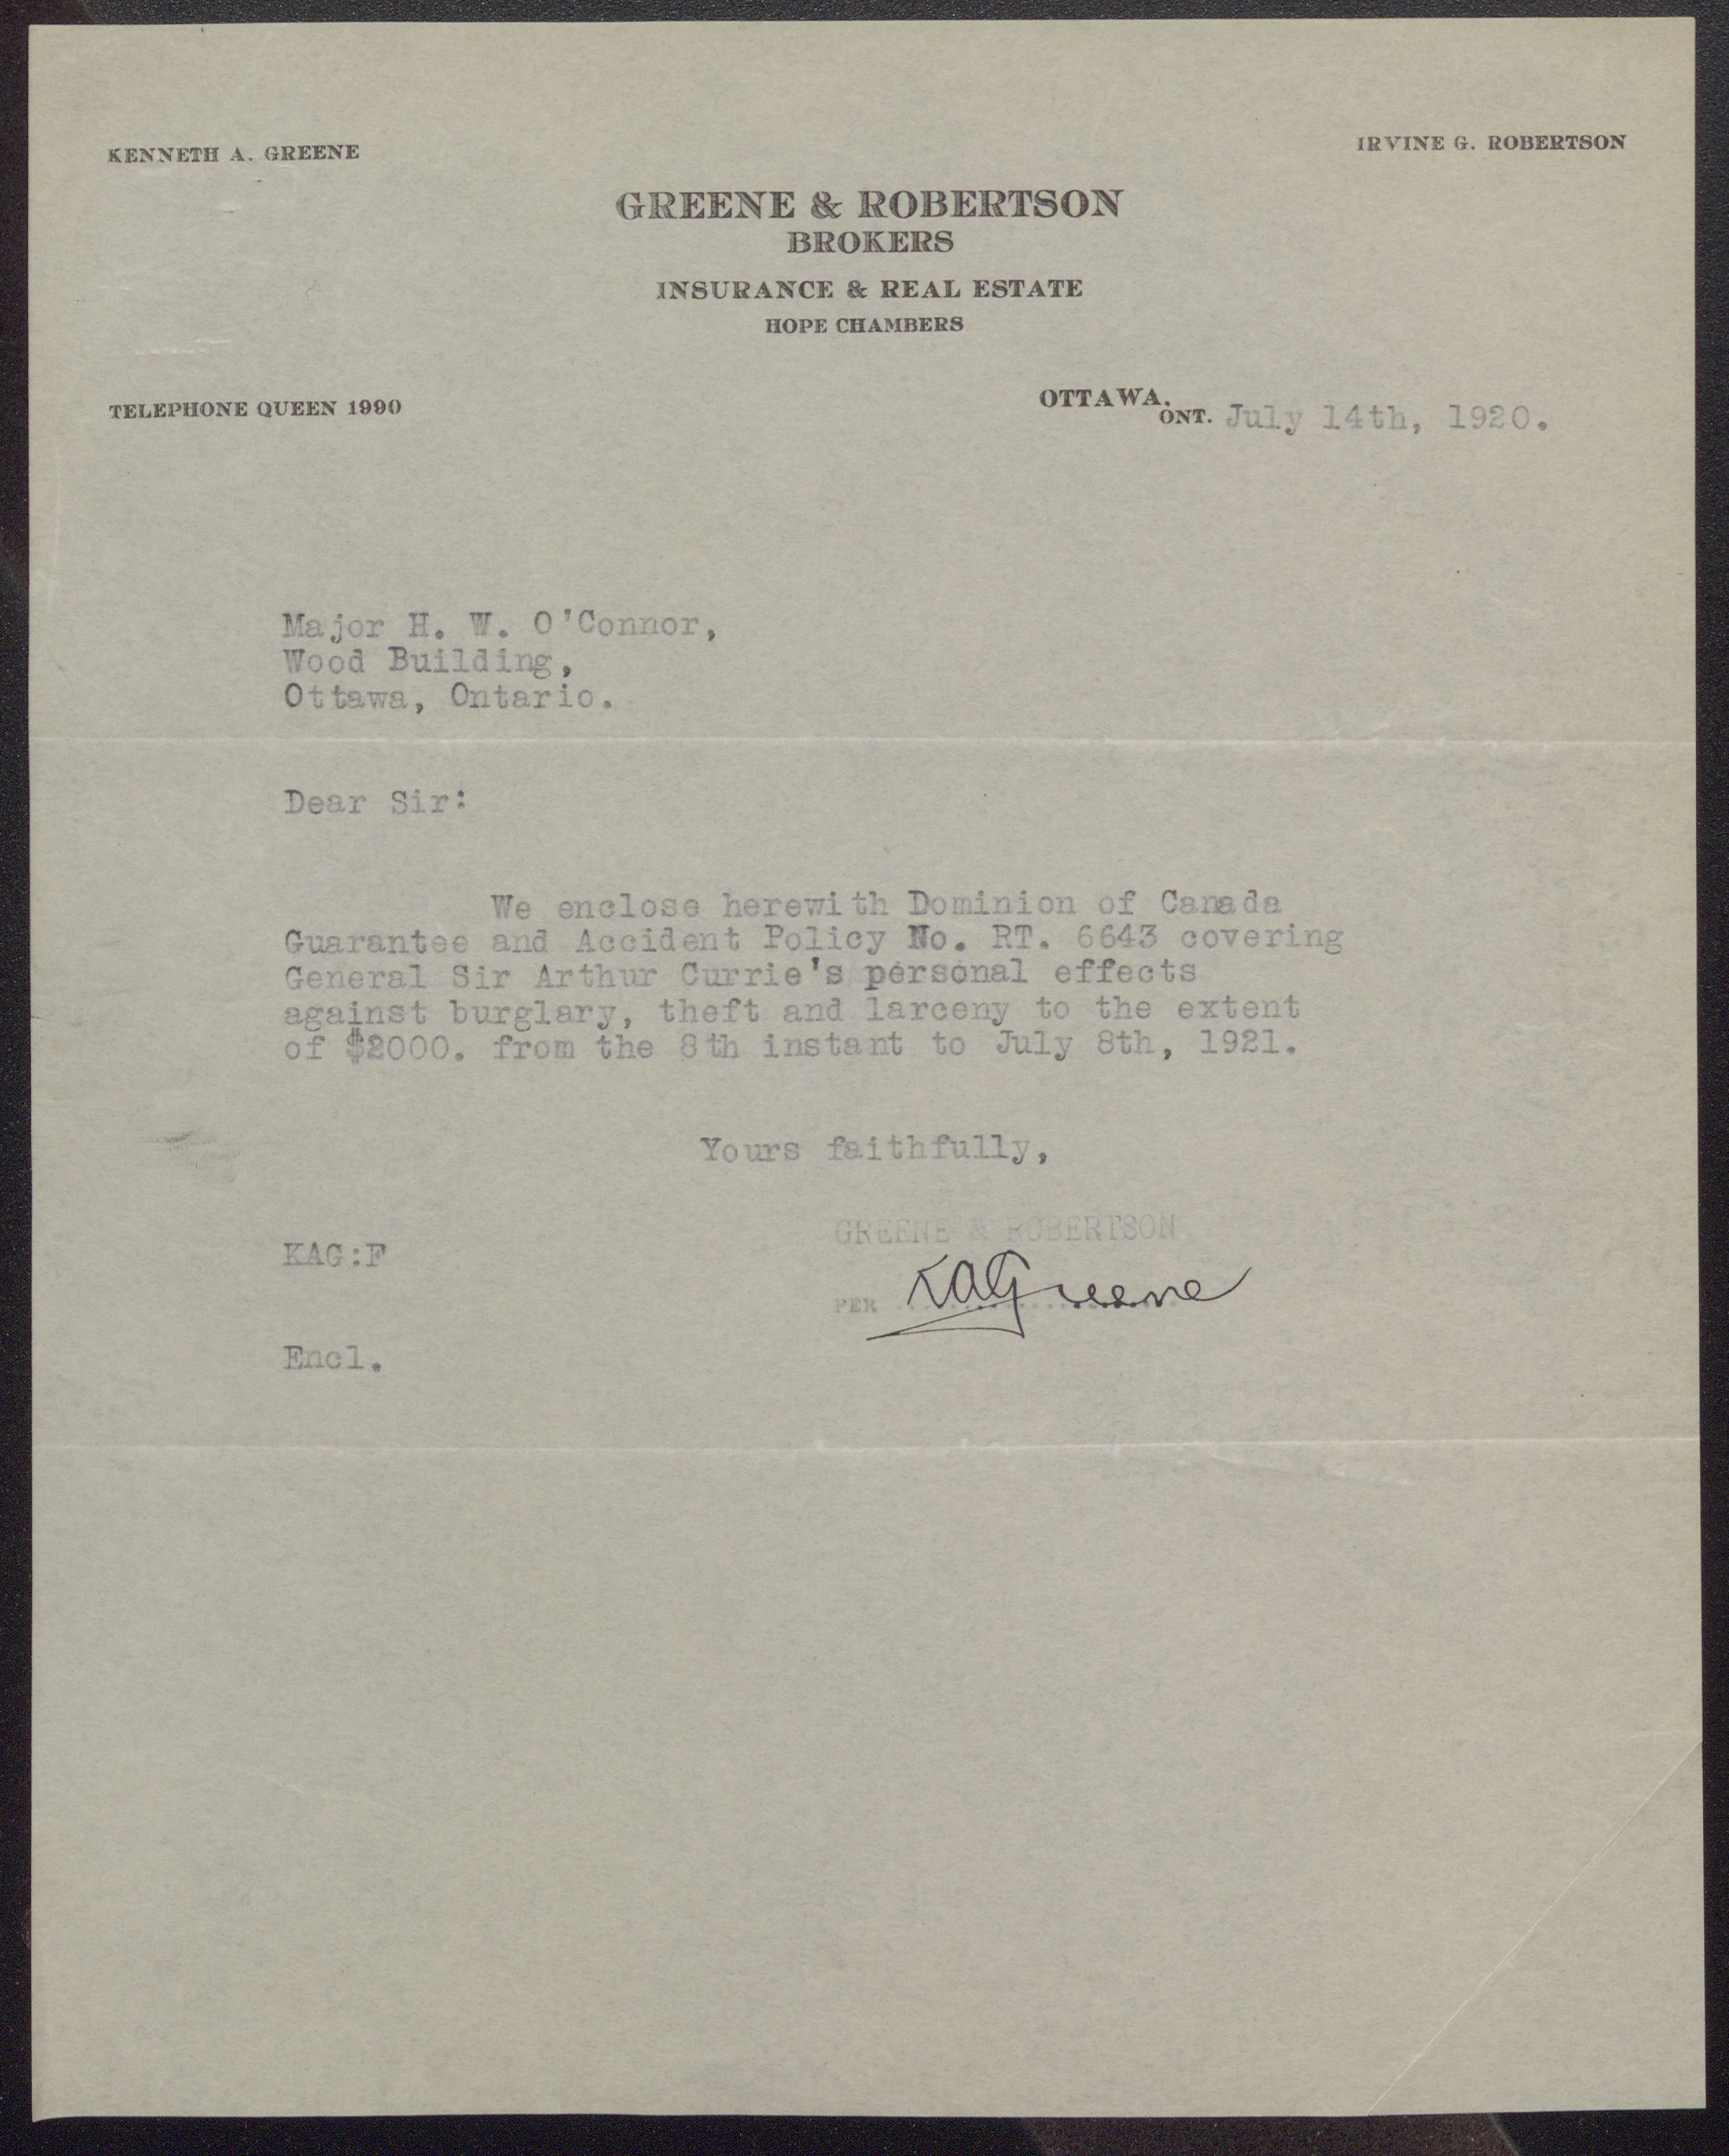 KENNETH A. GREENE
IRVINE G. ROBERTSON
GREENE & ROBERTSON
BROKERS
INSURANCE & REAL ESTATE
HOPE CHAMBERS
TELEPHONE QUEEN 1990
OTTAWA, ONT. July 14th, 1920.
Major H. W. O'Connor,
Wood Building,
Ottawa, Ontario.
Dear Sir:
We enclose herewith Dominion of Canada
Guarantee and Accident Policy No. RT. 6643 covering
General Sir Arthur Currie's personal effects
against burglary, theft and larceny to the extent
of $2000. from the 8th instant to July 8th, 1921.
Yours faithfully,
GREENE & ROBERTSON
KAG:F
PER KAGreene
Encl.